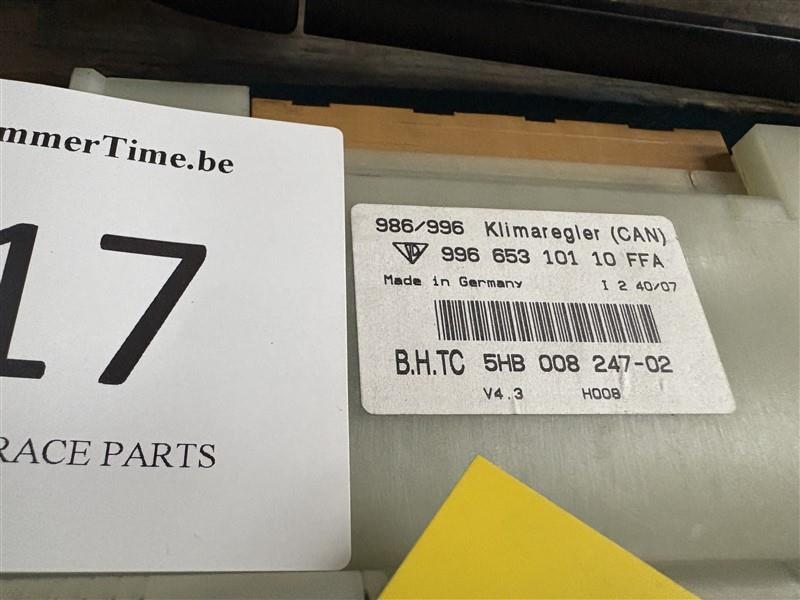 mmerTime.be
17
RACE PARTS
986/996 Klimaregler (CAN)
996 653 101 10 FFA
Made in Germany I 2 40/07
B.H.TC 5HB 008 247-02
V4.3 H008